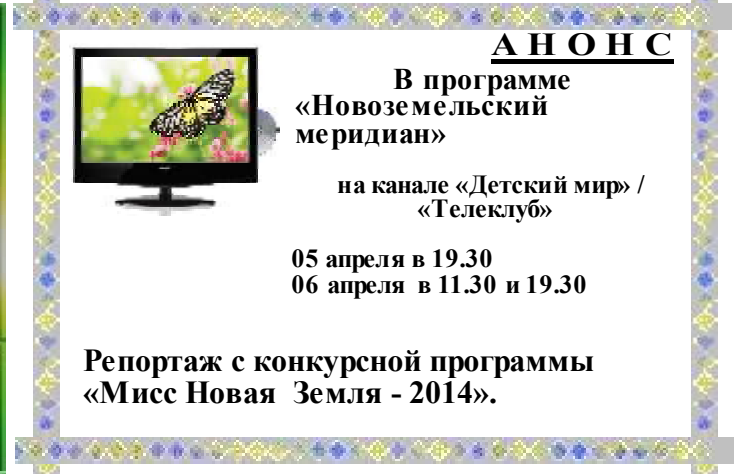 АНОНС
В программе
«Новоземельский
меридиан»
на канале «Детский мир» /
«Телеклуб»
05 апреля в 19.30
06 апреля в 11.30 и 19.30
Репортаж с конкурсной программы
«Мисс Новая Земля - 2014».